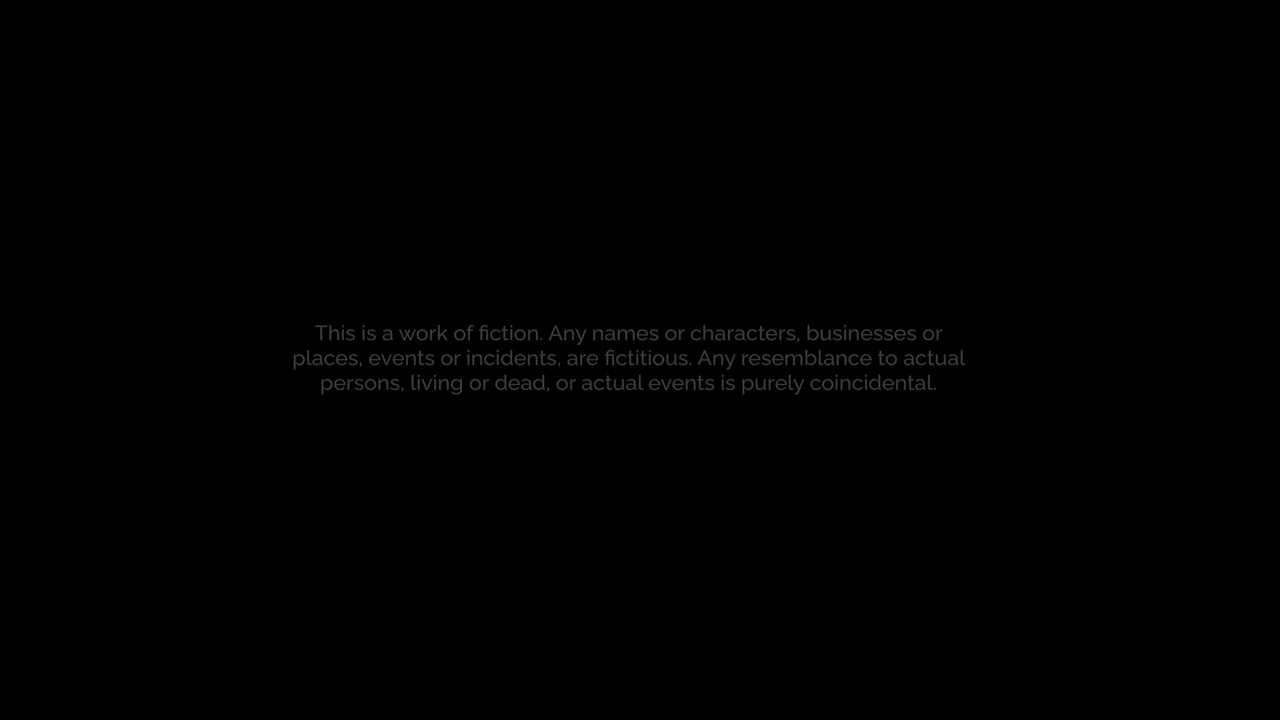 This is a work of fiction. Any names or characters, businesses or
places, events or incidents, are fictitious. Any resemblance to actual
persons, living or dead, or actual events is purely coincidental.